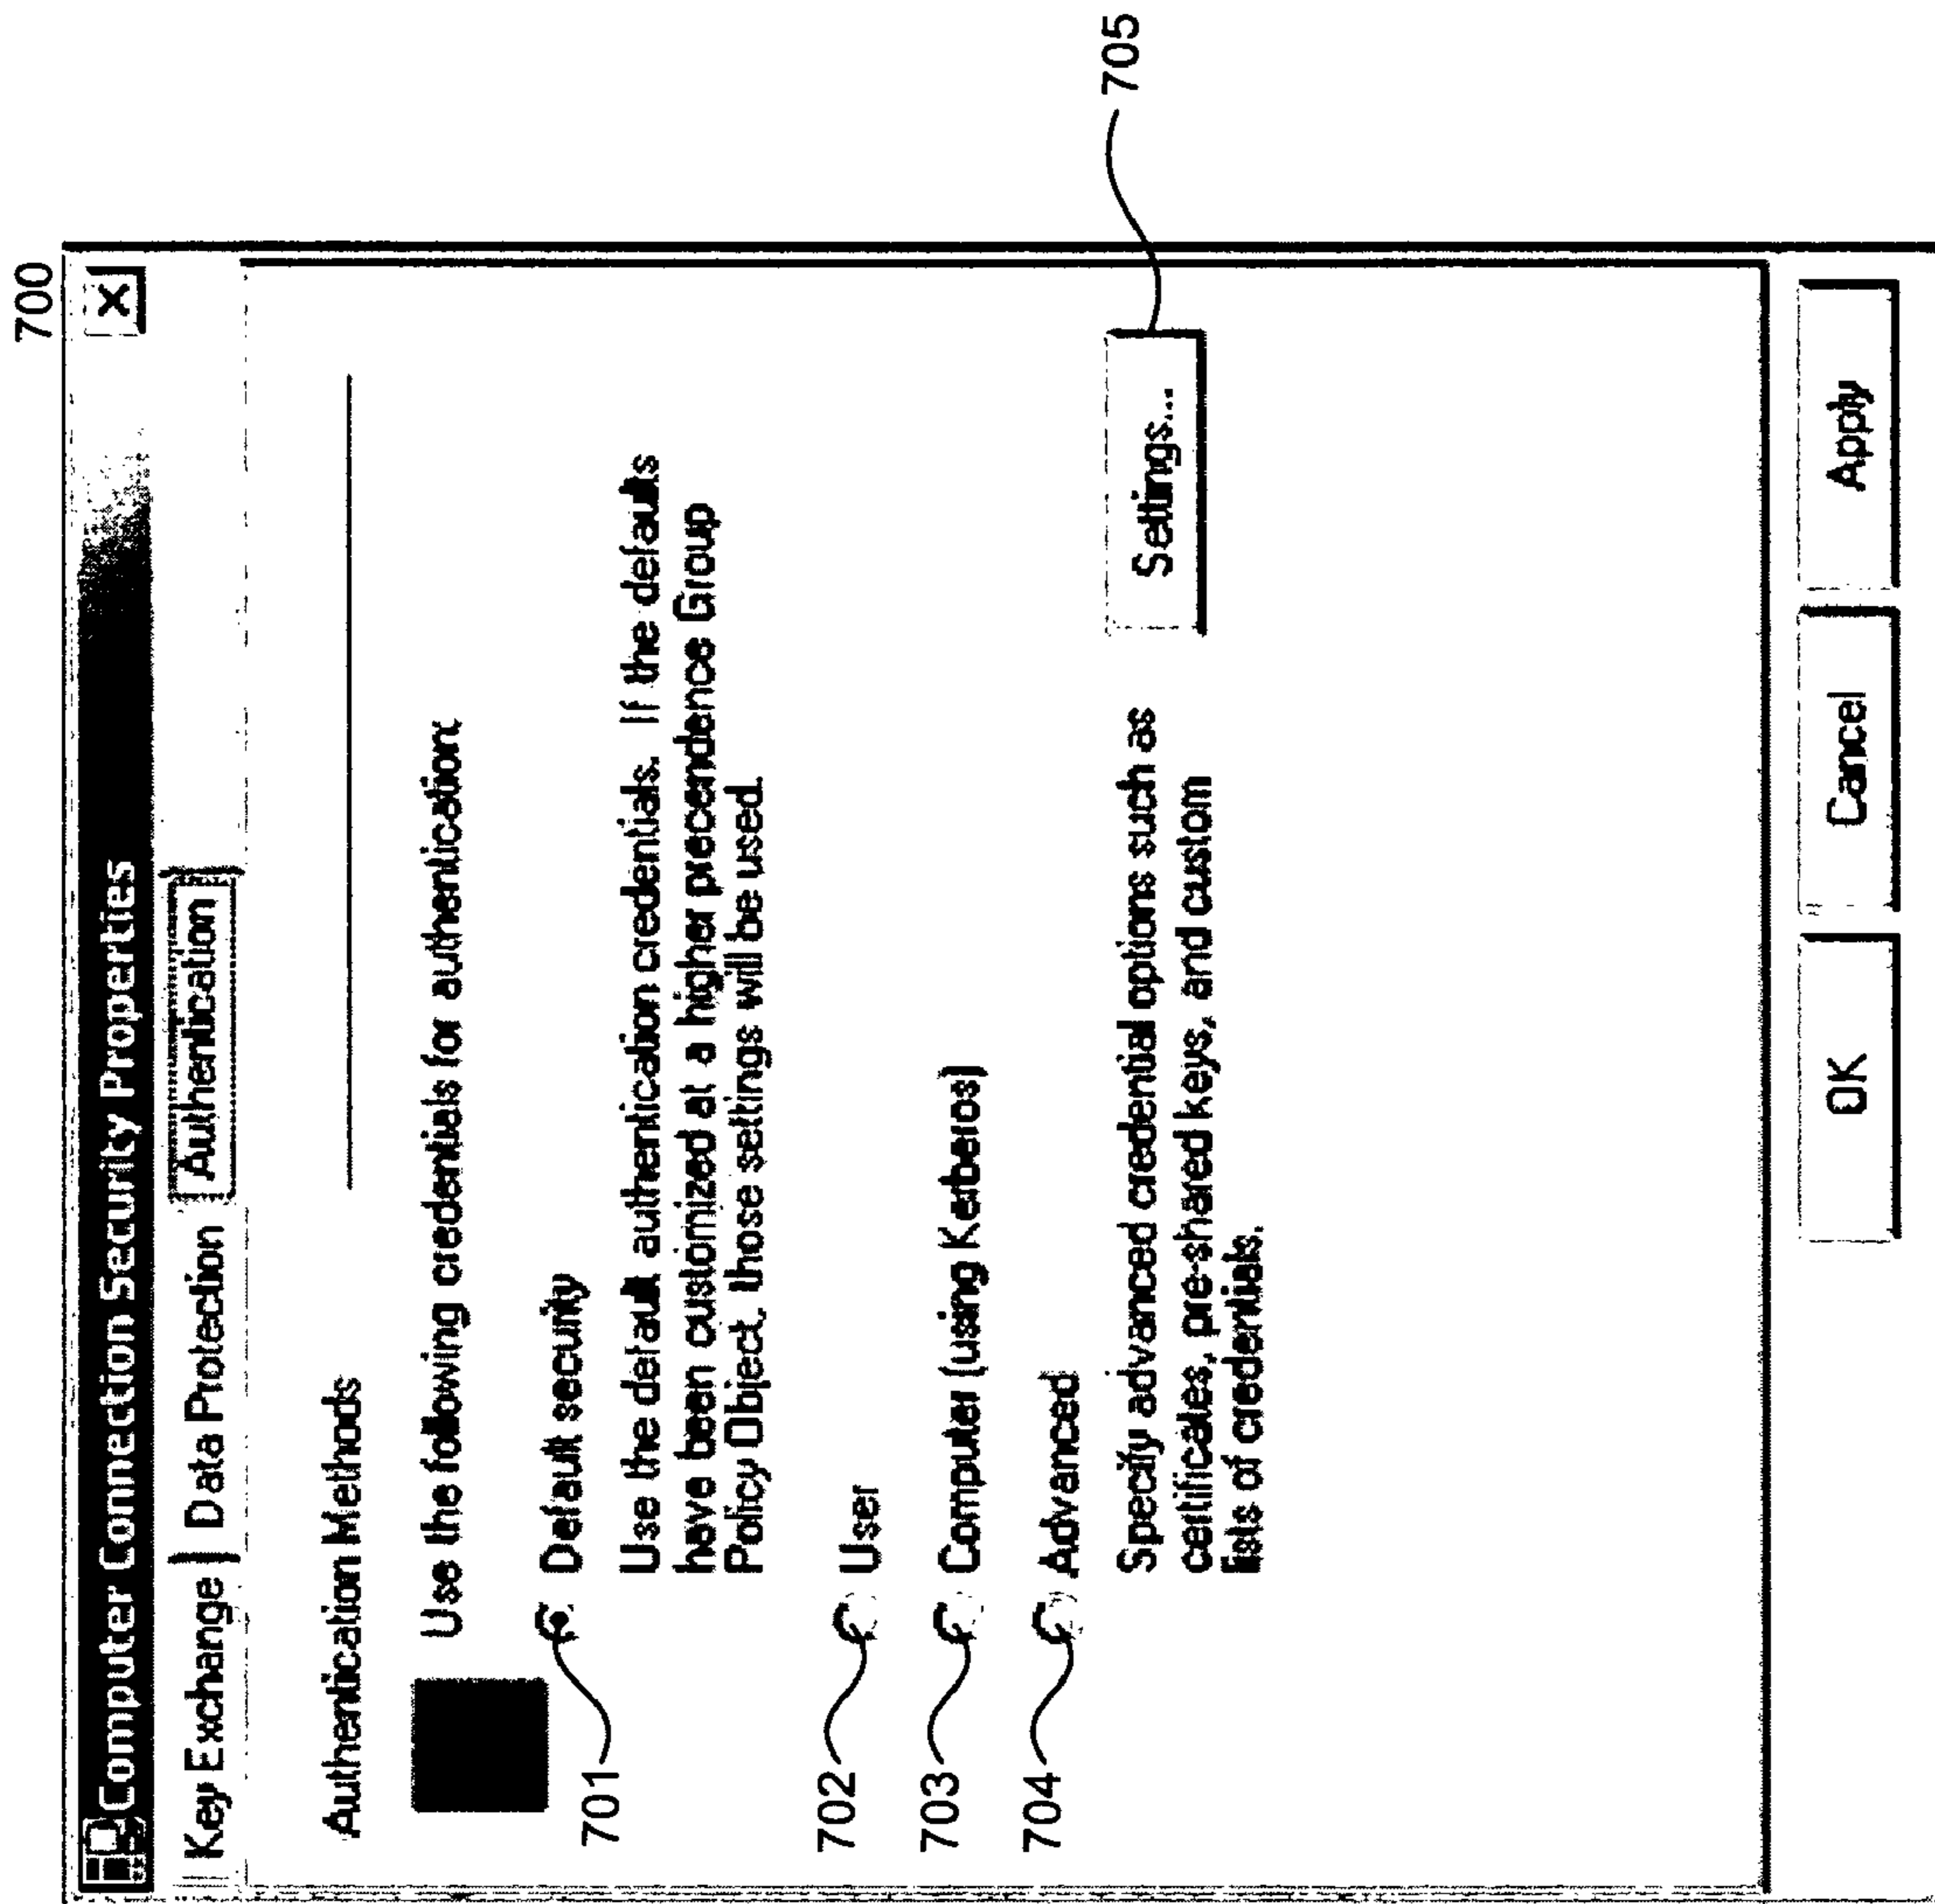 700
Computer Connection Security Properties
Key Exchange Data Protection Authentication
Authentication Methods
Use the following credentials for authentication:
701
Default security
Use the default authentication credentials. If the defaults
have been customized at a higher precendence Group
Policy Object, those settings will be used.
702
User
703
Computer (using Kerberos)
704
Advanced
Specify advanced credential options such as
certificates, pre-shared keys, and custom
lists of credentials.
Settings...
705
OK Cancel Apply